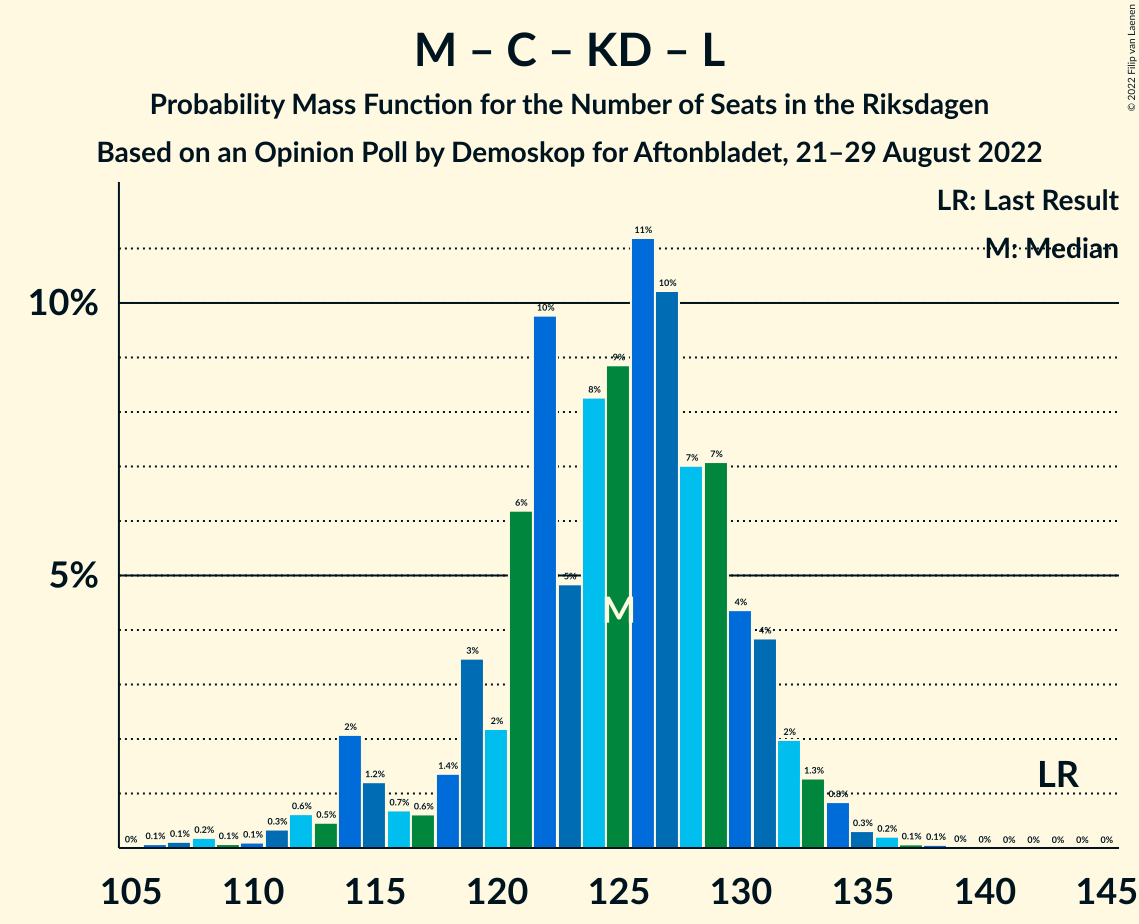 M – C – KD – L
Probability Mass Function for the Number of Seats in the Riksdagen
Based on an Opinion Poll by Demoskop for Aftonbladet, 21–29 August 2022
© 2022 Filip van Laenen
LR: Last Result
M: Median
10%
5%
0% 0.1% 0.1% 0.2% 0.1% 0.1% 0.3% 0.6% 0.5% 2% 1.2% 0.7% 0.6% 1.4% 3% 2% 6% 10% 5% 8% 9% 11% 10% 7% 7% 4% 4% 2% 1.3% 0.8% 0.3% 0.2% 0.1% 0.1% 0% 0% 0% 0% 0% 0% 0%
M
LR
105 110 115 120 125 130 135 140 145